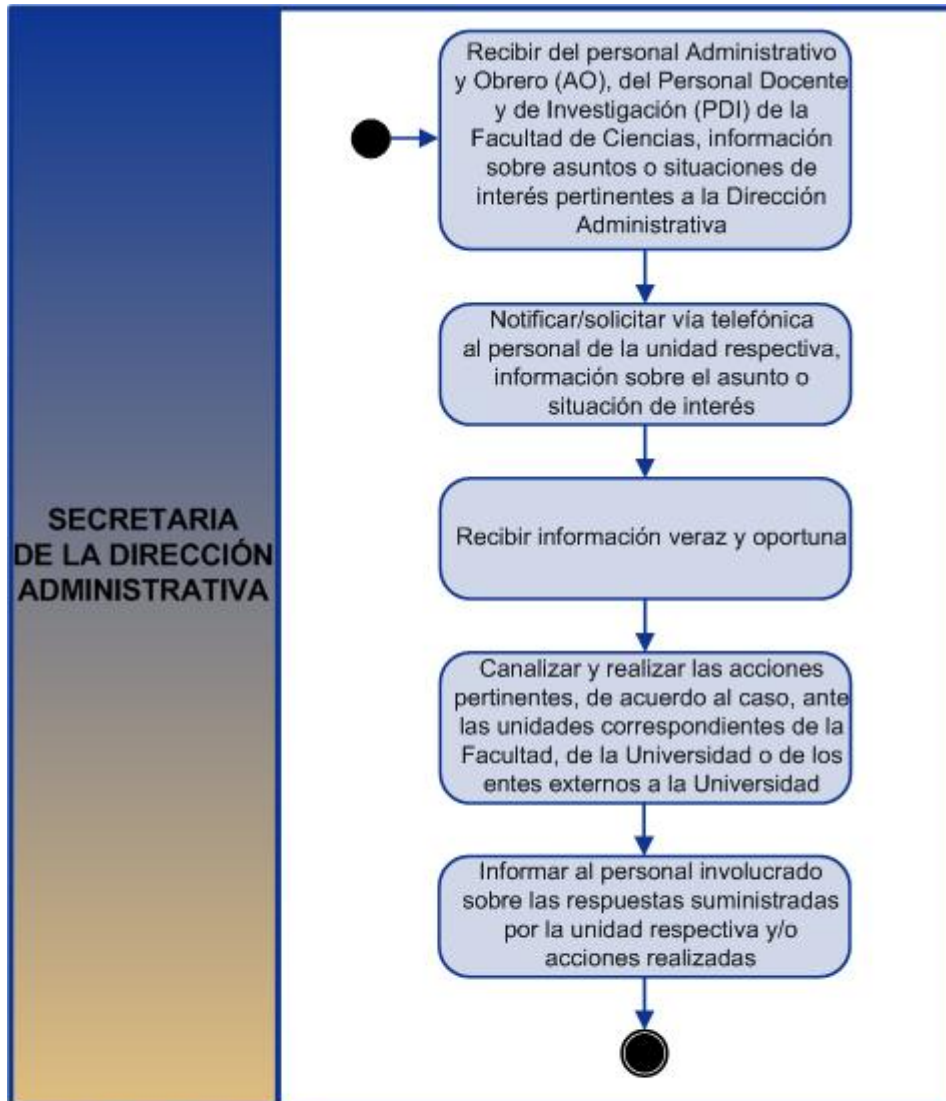 SECRETARIA
DE LA DIRECCIÓN
ADMINISTRATIVA
Recibir del personal Administrativo
y Obrero (AO), del Personal Docente
y de Investigación (PDI) de la
Facultad de Ciencias, información
sobre asuntos o situaciones de
interés pertinentes a la Dirección
Administrativa
Notificar/solicitar vía telefónica
al personal de la unidad respectiva,
información sobre el asunto o
situación de interés
Recibir información veraz y oportuna
Canalizar y realizar las acciones
pertinentes, de acuerdo al caso, ante
las unidades correspondientes de la
Facultad, de la Universidad o de los
entes externos a la Universidad
Informar al personal involucrado
sobre las respuestas suministradas
por la unidad respectiva y/o
acciones realizadas